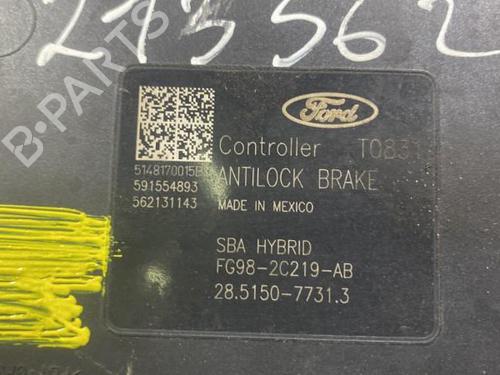 273562
B-PARTS
Ford
Controller T0831
ANTILOCK BRAKE
5148170015B
591554893
562131143
MADE IN MEXICO
SBA HYBRID
FG98-2C219-AB
28.5150-7731.3